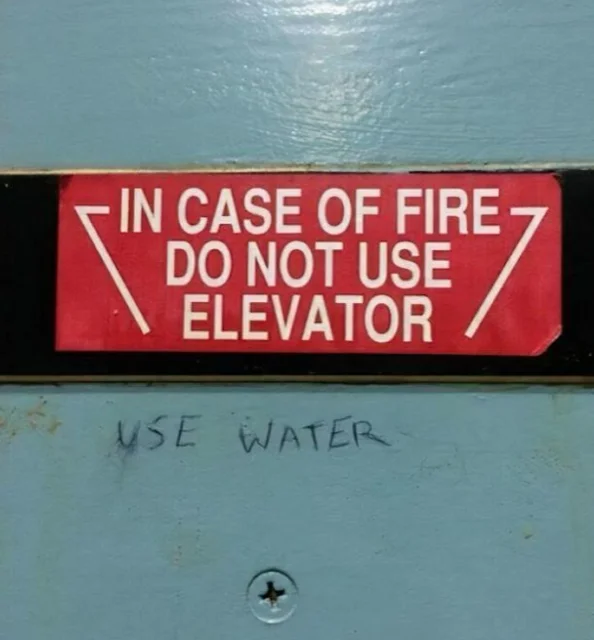 IN CASE OF FIRE
DO NOT USE
ELEVATOR
USE WATER